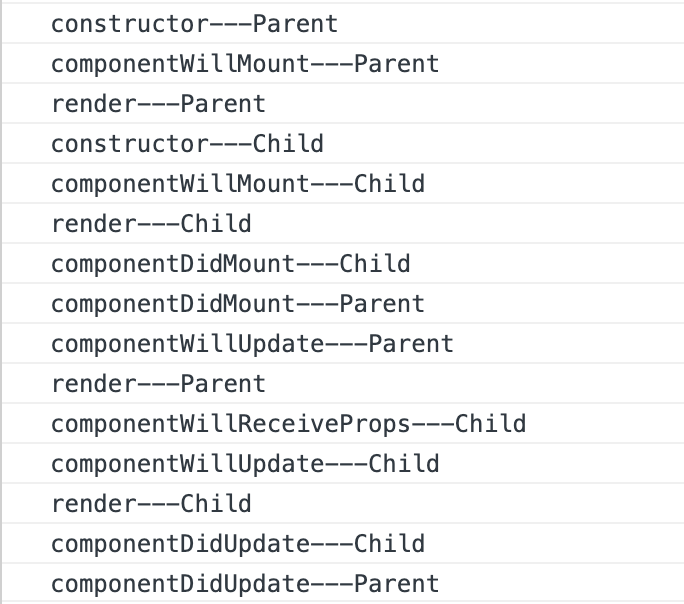 constructor---Parent
componentWillMount---Parent
render---Parent
constructor---Child
componentWillMount---Child
render---Child
componentDidMount---Child
componentDidMount---Parent
componentWillUpdate---Parent
render---Parent
componentWillReceiveProps---Child
componentWillUpdate---Child
render---Child
componentDidUpdate---Child
componentDidUpdate---Parent